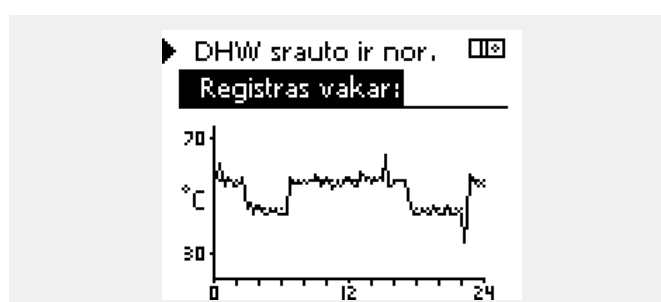 DHW srauto ir nor.
Registras vakar:
70
°C
30
0 12 24